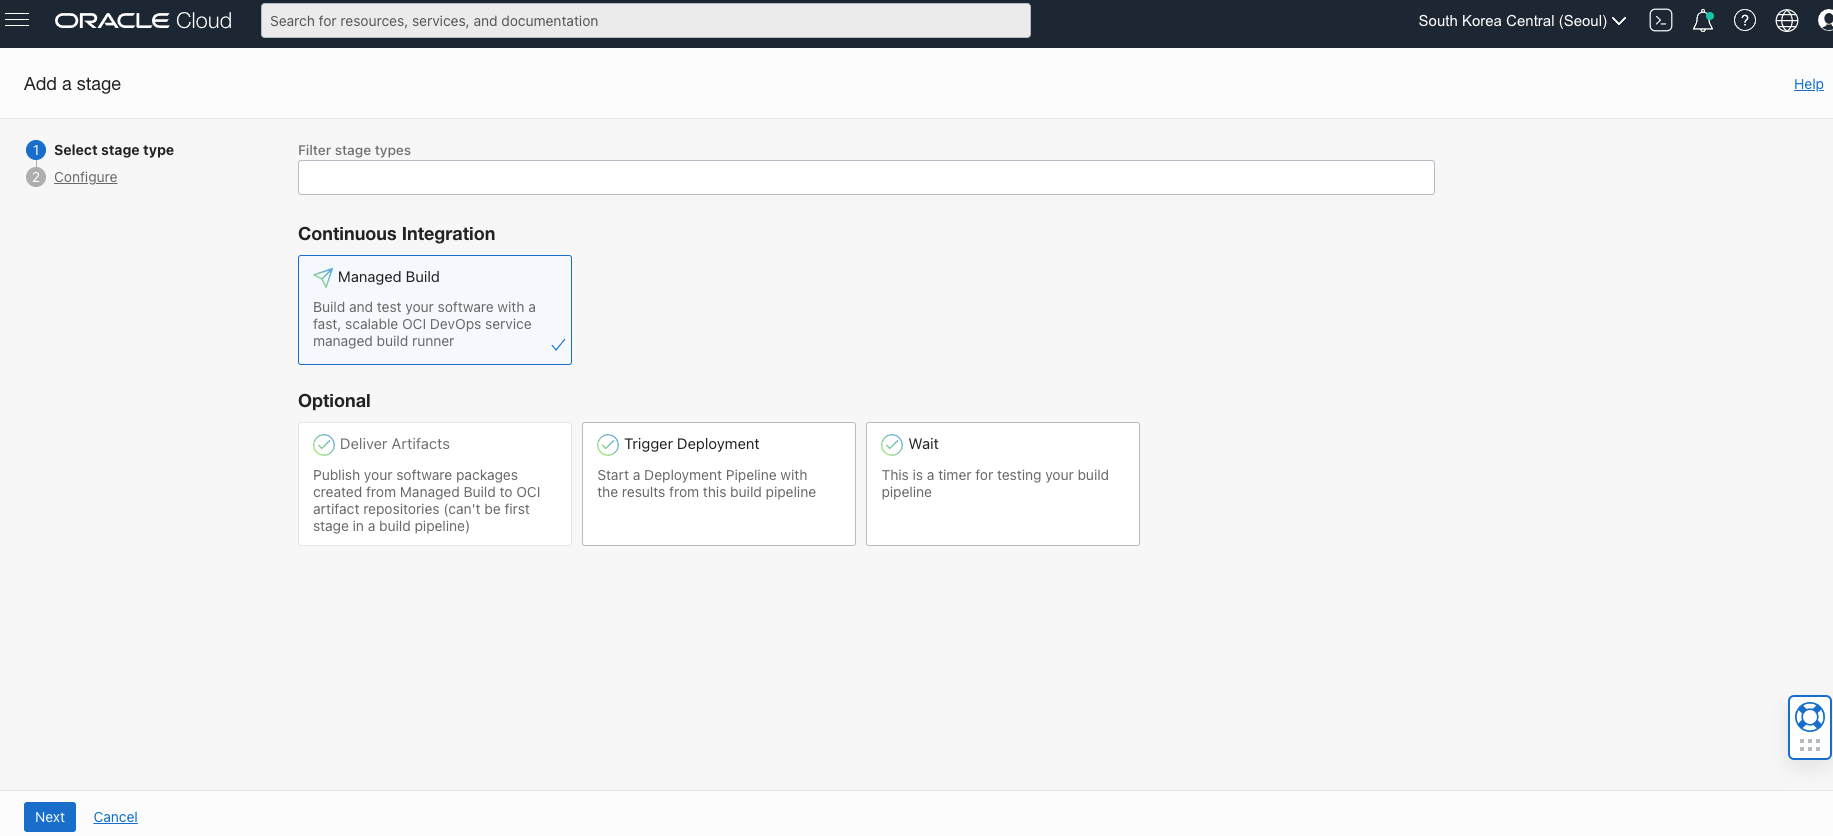 ORACLE Cloud
Search for resources, services, and documentation
South Korea Central (Seoul)
Add a stage
Help
1 Select stage type
2 Configure
Filter stage types
Continuous Integration
Managed Build
Build and test your software with a
fast, scalable OCI DevOps service
managed build runner
Optional
Deliver Artifacts
Publish your software packages
created from Managed Build to OCI
artifact repositories (can't be first
stage in a build pipeline)
Trigger Deployment
Start a Deployment Pipeline with
the results from this build pipeline
Wait
This is a timer for testing your build
pipeline
Next
Cancel